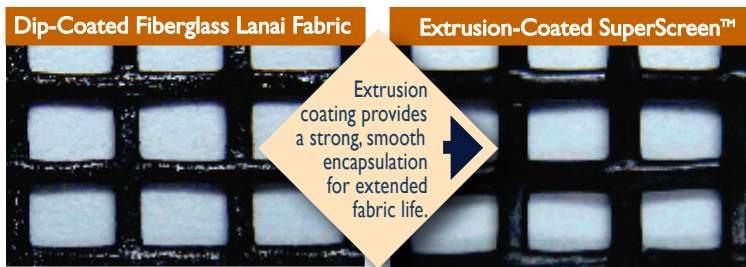 Dip-Coated Fiberglass Lanai Fabric
Extrusion-Coated SuperScreen™
Extrusion
coating provides
a strong, smooth
encapsulation
for extended
fabric life.